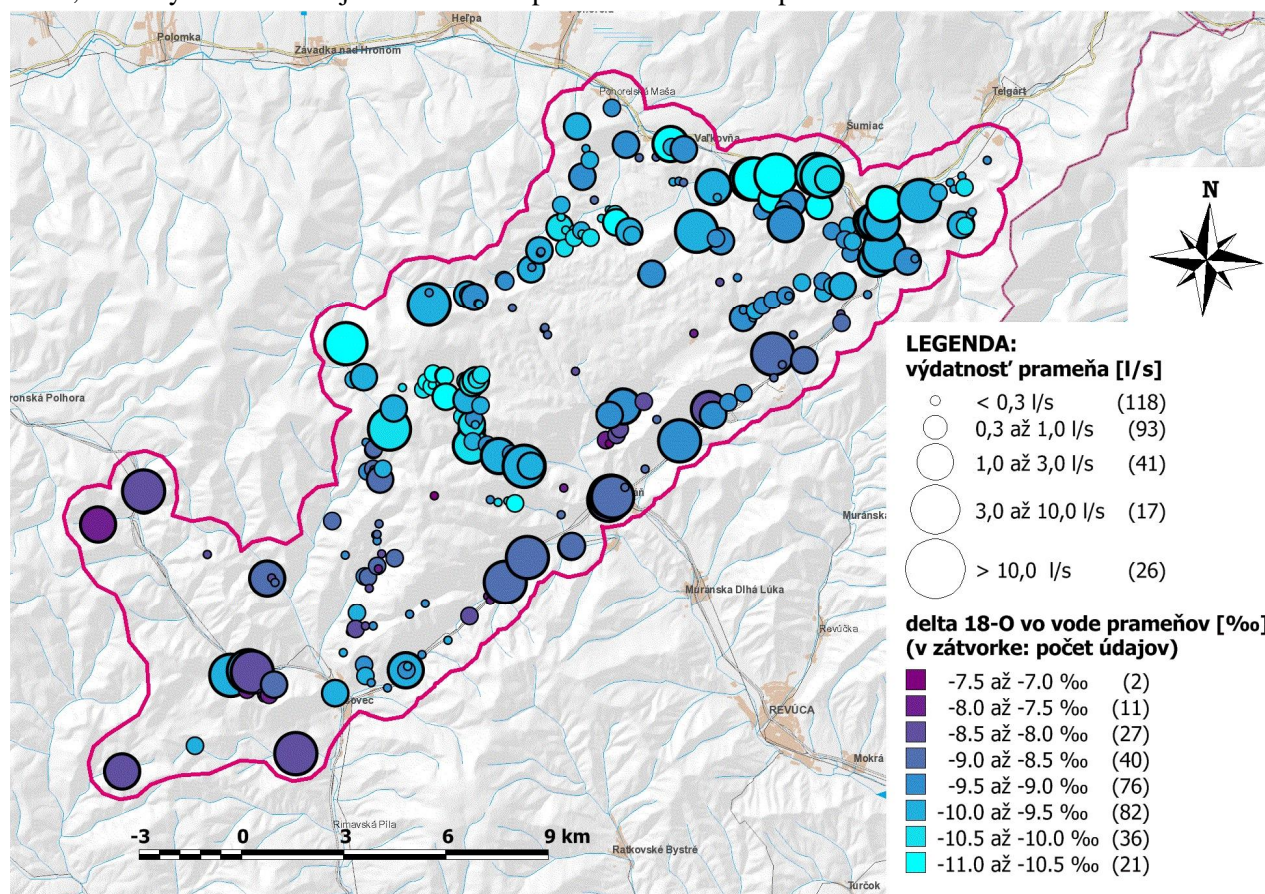 Heľpa
Polomka
Závadka nad Hronom
Pohorelská Maša
Telgárt
Vaľkovňa
Šumiac
N
LEGENDA:
výdatnosť prameňa [l/s]
< 0,3 l/s (118)
0,3 až 1,0 l/s (93)
1,0 až 3,0 l/s (41)
3,0 až 10,0 l/s (17)
> 10,0 l/s (26)
ronská Polhora
Muránska
Muránska Dlhá Lúka
Revúčka
delta 18-O vo vode prameňov [‰]
(v zátvorke: počet údajov)
-7.5 až -7.0 ‰ (2)
-8.0 až -7.5 ‰ (11)
-8.5 až -8.0 ‰ (27)
-9.0 až -8.5 ‰ (40)
-9.5 až -9.0 ‰ (76)
-10.0 až -9.5 ‰ (82)
-10.5 až -10.0 ‰ (36)
-11.0 až -10.5 ‰ (21)
sovec
REVÚCA
Mokrá
Rimavská Píla
-3 0 3 6 9 km
Ratkovské Bystré
Turčok